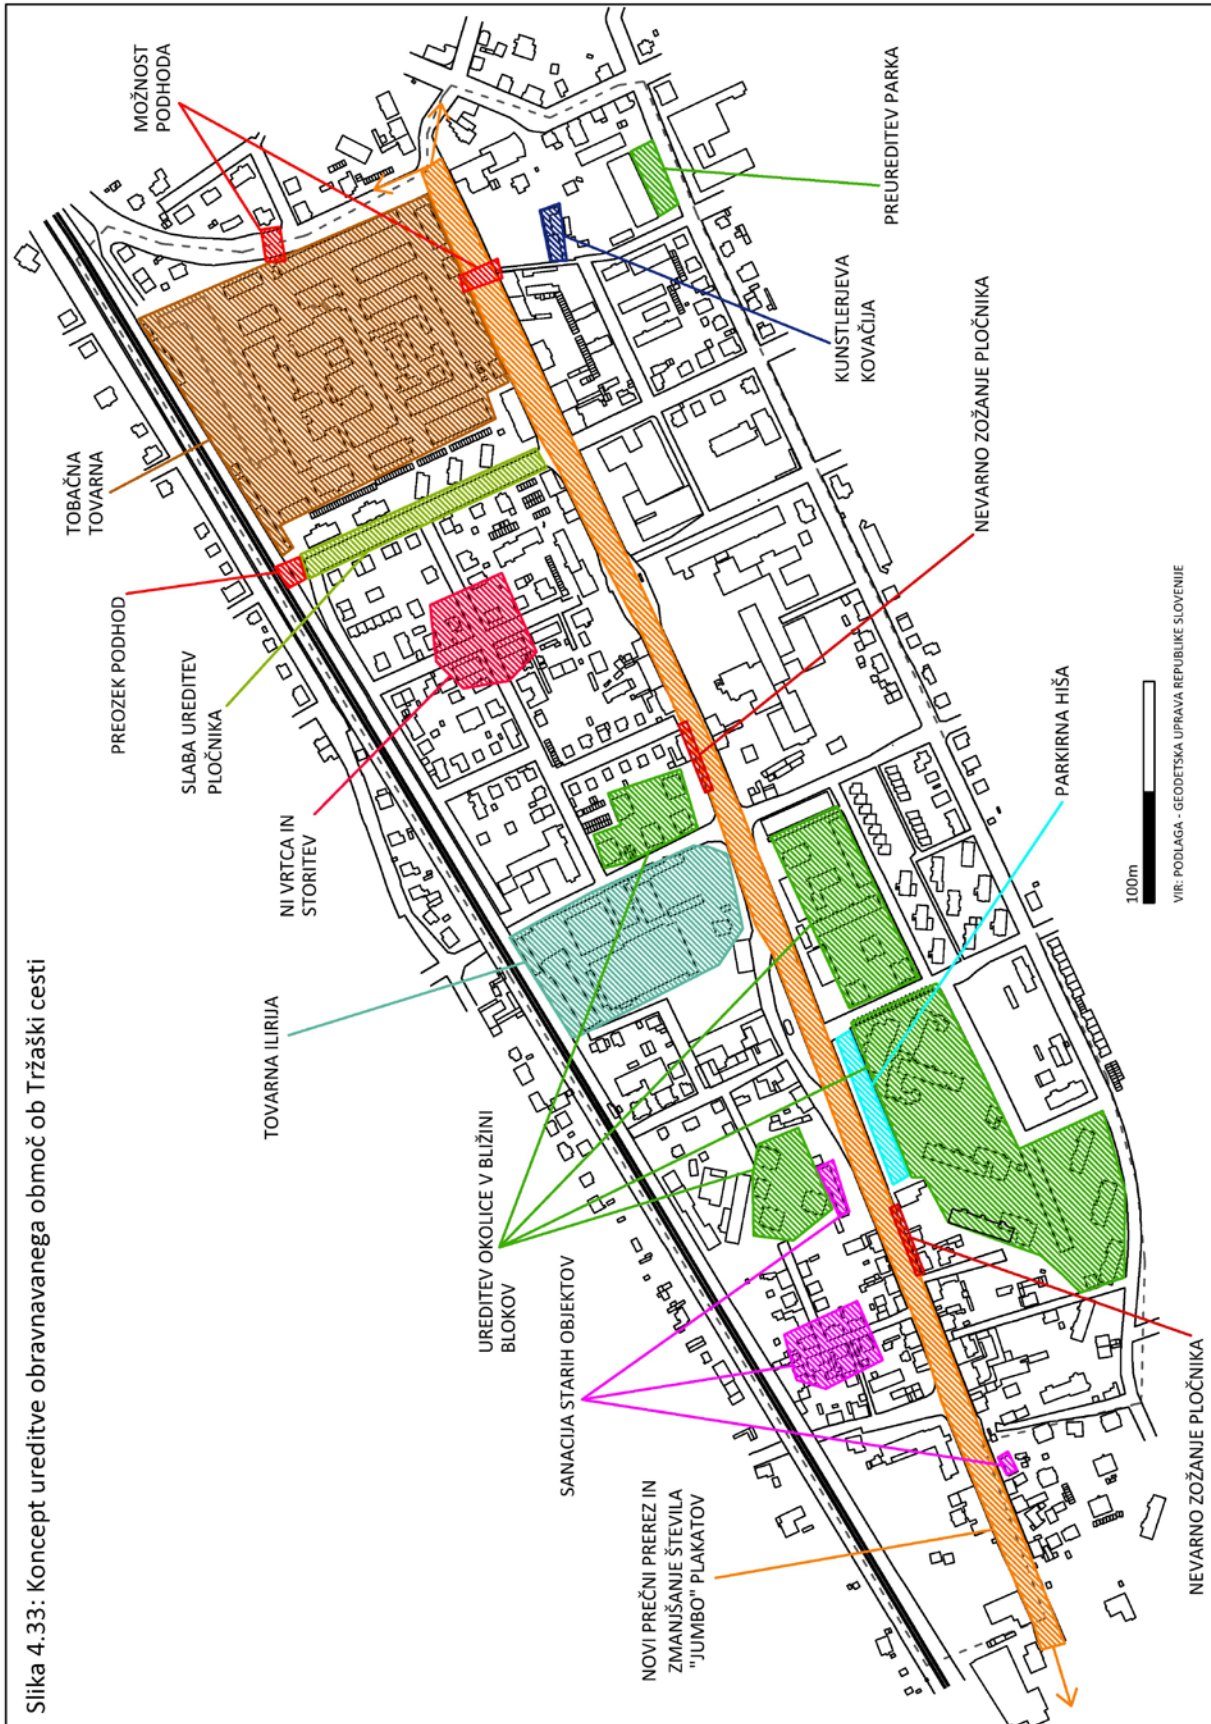 Slika 4.33: Koncept ureditve obravnavanega območ ob Tržaški cesti
MOŽNOST
PODHODA
TOBAČNA
TOVARNA
PREOZEK PODHOD
SLABA UREDITEV
PLOČNIKA
NI VRTCA IN
STORITEV
TOVARNA ILIRIJA
UREDITEV OKOLICE V BLIŽINI
BLOKOV
SANACIJA STARIH OBJEKTOV
NOVI PREČNI PREREZ IN
ZMANJŠANJE ŠTEVILA
"JUMBO" PLAKATOV
PREUREDITEV PARKA
KUNSTLERJEVA
KOVAČIJA
NEVARNO ZOŽANJE PLOČNIKA
PARKIRNA HIŠA
NEVARNO ZOŽANJE PLOČNIKA
100m
VIR: PODLAGA - GEODETSKA UPRAVA REPUBLIKE SLOVENIJE